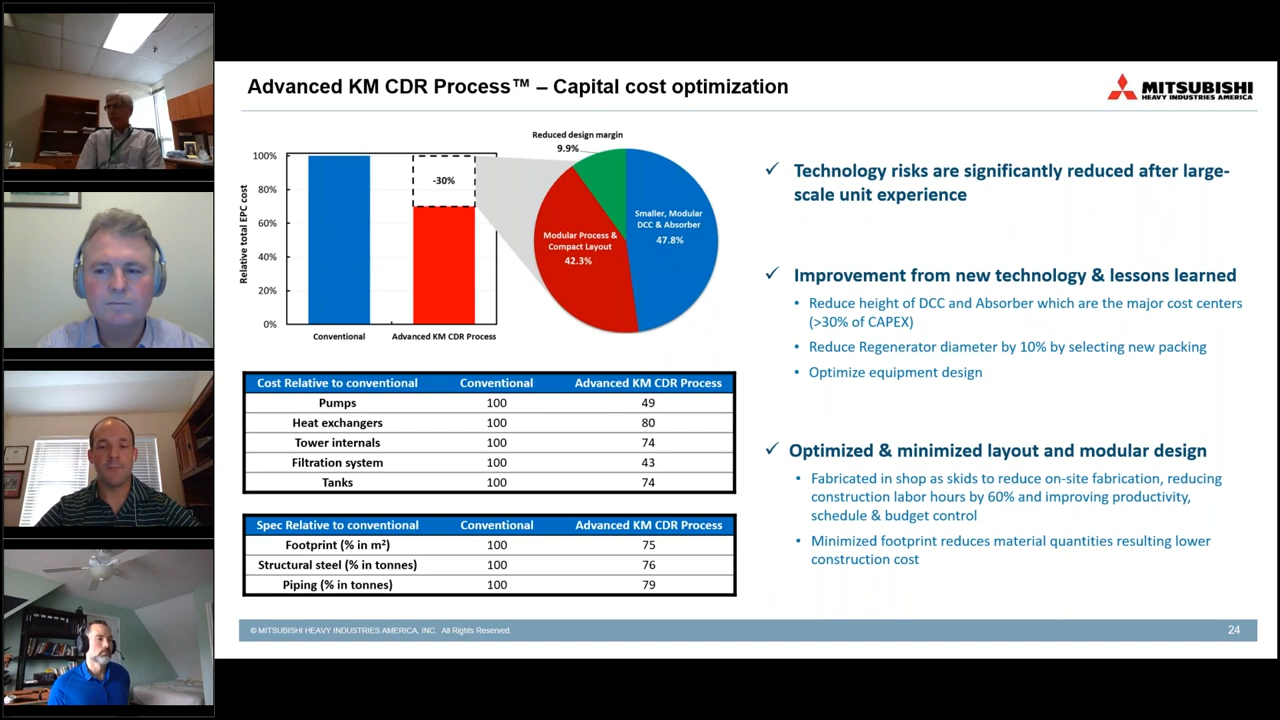 Advanced KM CDR Process™ – Capital cost optimization
MITSUBISHI
HEAVY INDUSTRIES AMERICA
Relative total EPC cost
100%
80%
60%
40%
20%
0%
-30%
Conventional
Advanced KM CDR Process
Reduced design margin
9.9%
Smaller, Modular
DCC & Absorber
47.8%
Modular Process &
Compact Layout
42.3%
Cost Relative to conventional Conventional Advanced KM CDR Process
Pumps 100 49
Heat exchangers 100 80
Tower internals 100 74
Filtration system 100 43
Tanks 100 74
Spec Relative to conventional Conventional Advanced KM CDR Process
Footprint (% in m²) 100 75
Structural steel (% in tonnes) 100 76
Piping (% in tonnes) 100 79
✓ Technology risks are significantly reduced after large-
scale unit experience
✓ Improvement from new technology & lessons learned
• Reduce height of DCC and Absorber which are the major cost centers
(>30% of CAPEX)
• Reduce Regenerator diameter by 10% by selecting new packing
• Optimize equipment design
✓ Optimized & minimized layout and modular design
• Fabricated in shop as skids to reduce on-site fabrication, reducing
construction labor hours by 60% and improving productivity,
schedule & budget control
• Minimized footprint reduces material quantities resulting lower
construction cost
© MITSUBISHI HEAVY INDUSTRIES AMERICA, INC. All Rights Reserved.
24